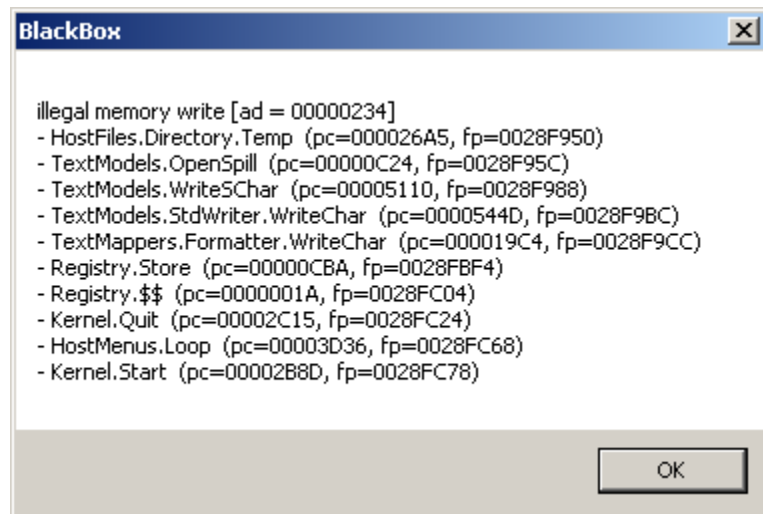 BlackBox
illegal memory write [ad = 00000234]
- HostFiles.Directory.Temp (pc=000026A5, fp=0028F950)
- TextModels.OpenSpill (pc=00000C24, fp=0028F95C)
- TextModels.WriteSChar (pc=00005110, fp=0028F988)
- TextModels.StdWriter.WriteChar (pc=0000544D, fp=0028F9BC)
- TextMappers.Formatter.WriteChar (pc=000019C4, fp=0028F9CC)
- Registry.Store (pc=00000CBA, fp=0028FBF4)
- Registry.$$ (pc=0000001A, fp=0028FC04)
- Kernel.Quit (pc=00002C15, fp=0028FC24)
- HostMenus.Loop (pc=00003D36, fp=0028FC68)
- Kernel.Start (pc=00002B8D, fp=0028FC78)
OK